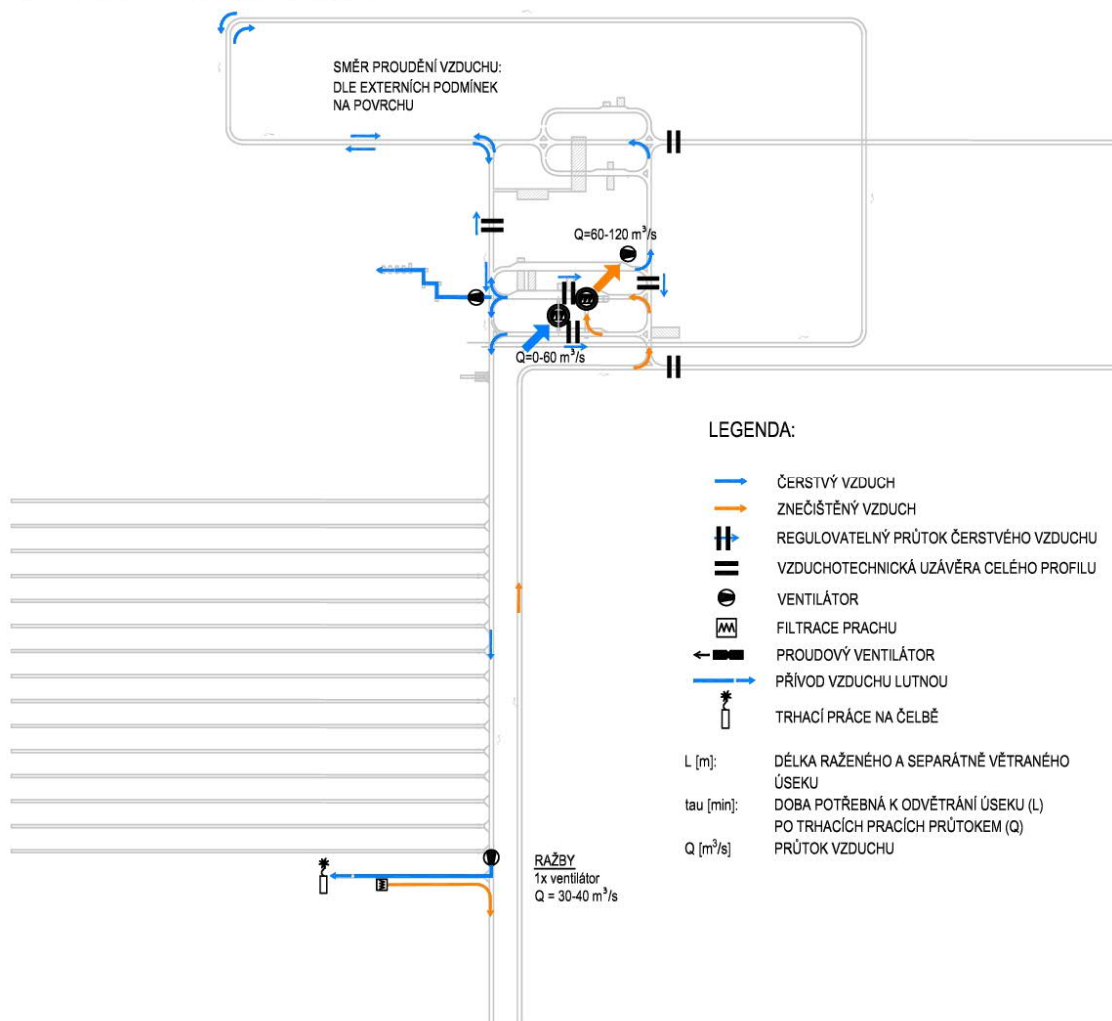 SMĚR PROUDĚNÍ VZDUCHU:
DLE EXTERNÍCH PODMÍNEK
NA POVRCHU
Q=60-120 m³/s
Q=0-60 m³/s
LEGENDA:
ČERSTVÝ VZDUCH
ZNEČIŠTĚNÝ VZDUCH
REGULOVATELNÝ PRŮTOK ČERSTVÉHO VZDUCHU
VZDUCHOTECHNICKÁ UZÁVĚRA CELÉHO PROFILU
VENTILÁTOR
FILTRACE PRACHU
PROUDOVÝ VENTILÁTOR
PŘÍVOD VZDUCHU LUTNOU
TRHACÍ PRÁCE NA ČELBĚ
L [m]: DÉLKA RAŽENÉHO A SEPARÁTNĚ VĚTRANÉHO
ÚSEKU
tau [min]: DOBA POTŘEBNÁ K ODVĚTRÁNÍ ÚSEKU (L)
PO TRHACÍCH PRACÍCH PRŮTOKEM (Q)
Q [m³/s] PRŮTOK VZDUCHU
RAŽBY
1x ventilátor
Q = 30-40 m³/s